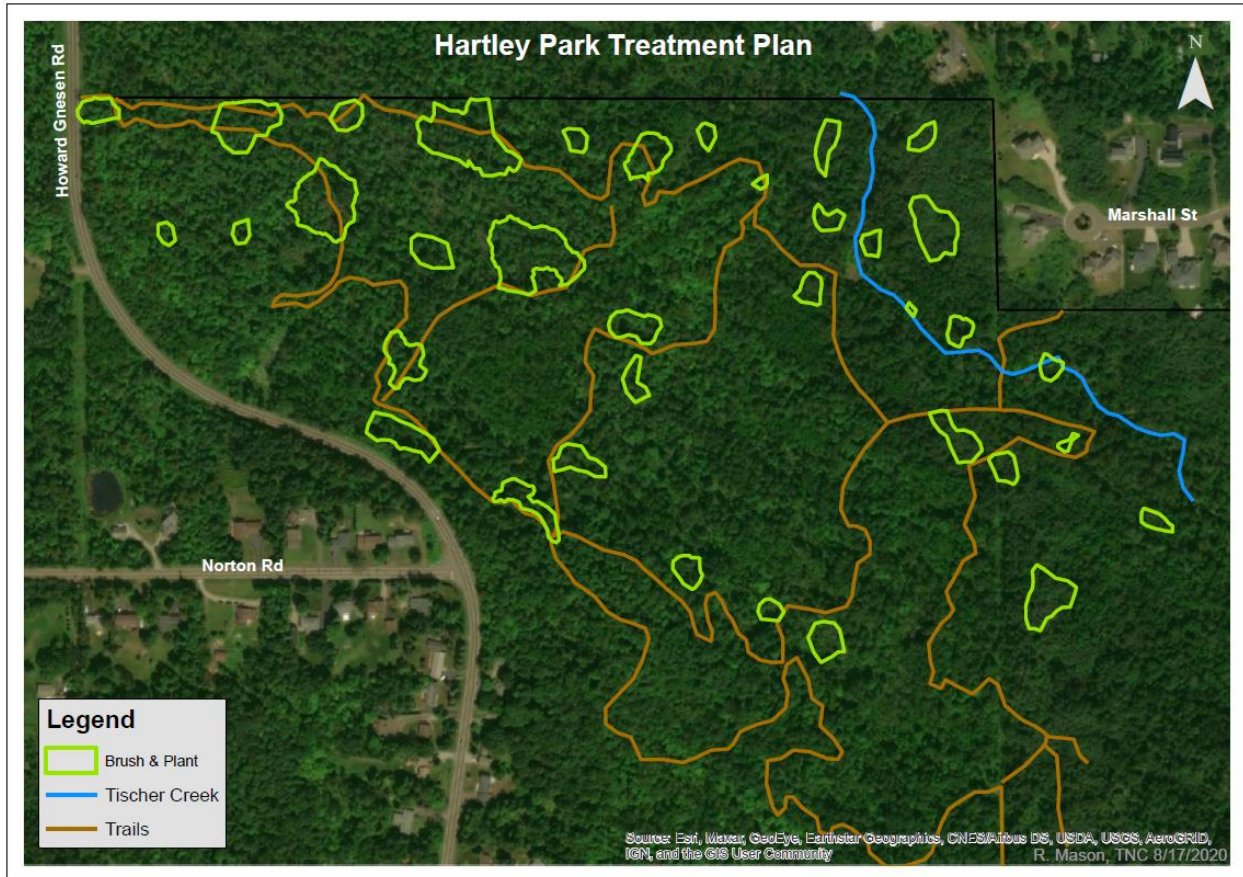 Hartley Park Treatment Plan
N
Howard Gnesen Rd
Marshall St
Norton Rd
Legend
Brush & Plant
Tischer Creek
Trails
Source: Esri, Maxar, GeoEye, Earthstar Geographics, CNES/Airbus DS, USDA, USGS, AeroGRID,
IGN, and the GIS User Community
R. Mason, TNC 8/17/2020